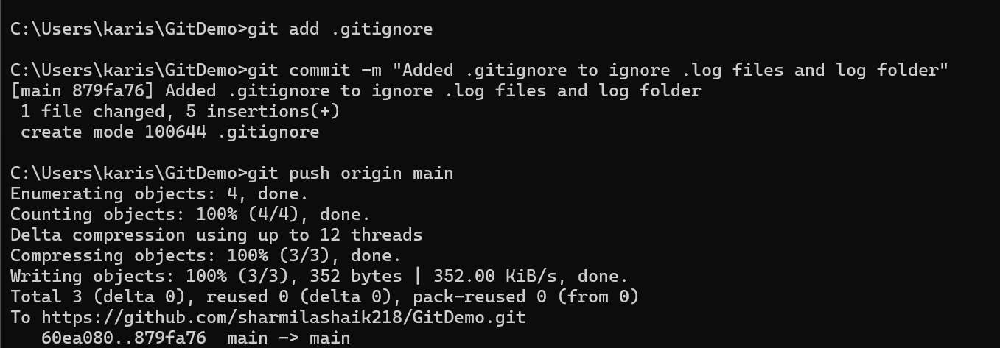 C:\Users\karis\GitDemo>git add .gitignore
C:\Users\karis\GitDemo>git commit -m "Added .gitignore to ignore .log files and log folder"
[main 879fa76] Added .gitignore to ignore .log files and log folder
 1 file changed, 5 insertions(+)
 create mode 100644 .gitignore
C:\Users\karis\GitDemo>git push origin main
Enumerating objects: 4, done.
Counting objects: 100% (4/4), done.
Delta compression using up to 12 threads
Compressing objects: 100% (3/3), done.
Writing objects: 100% (3/3), 352 bytes | 352.00 KiB/s, done.
Total 3 (delta 0), reused 0 (delta 0), pack-reused 0 (from 0)
To https://github.com/sharmilashaik218/GitDemo.git
   60ea080..879fa76  main -> main